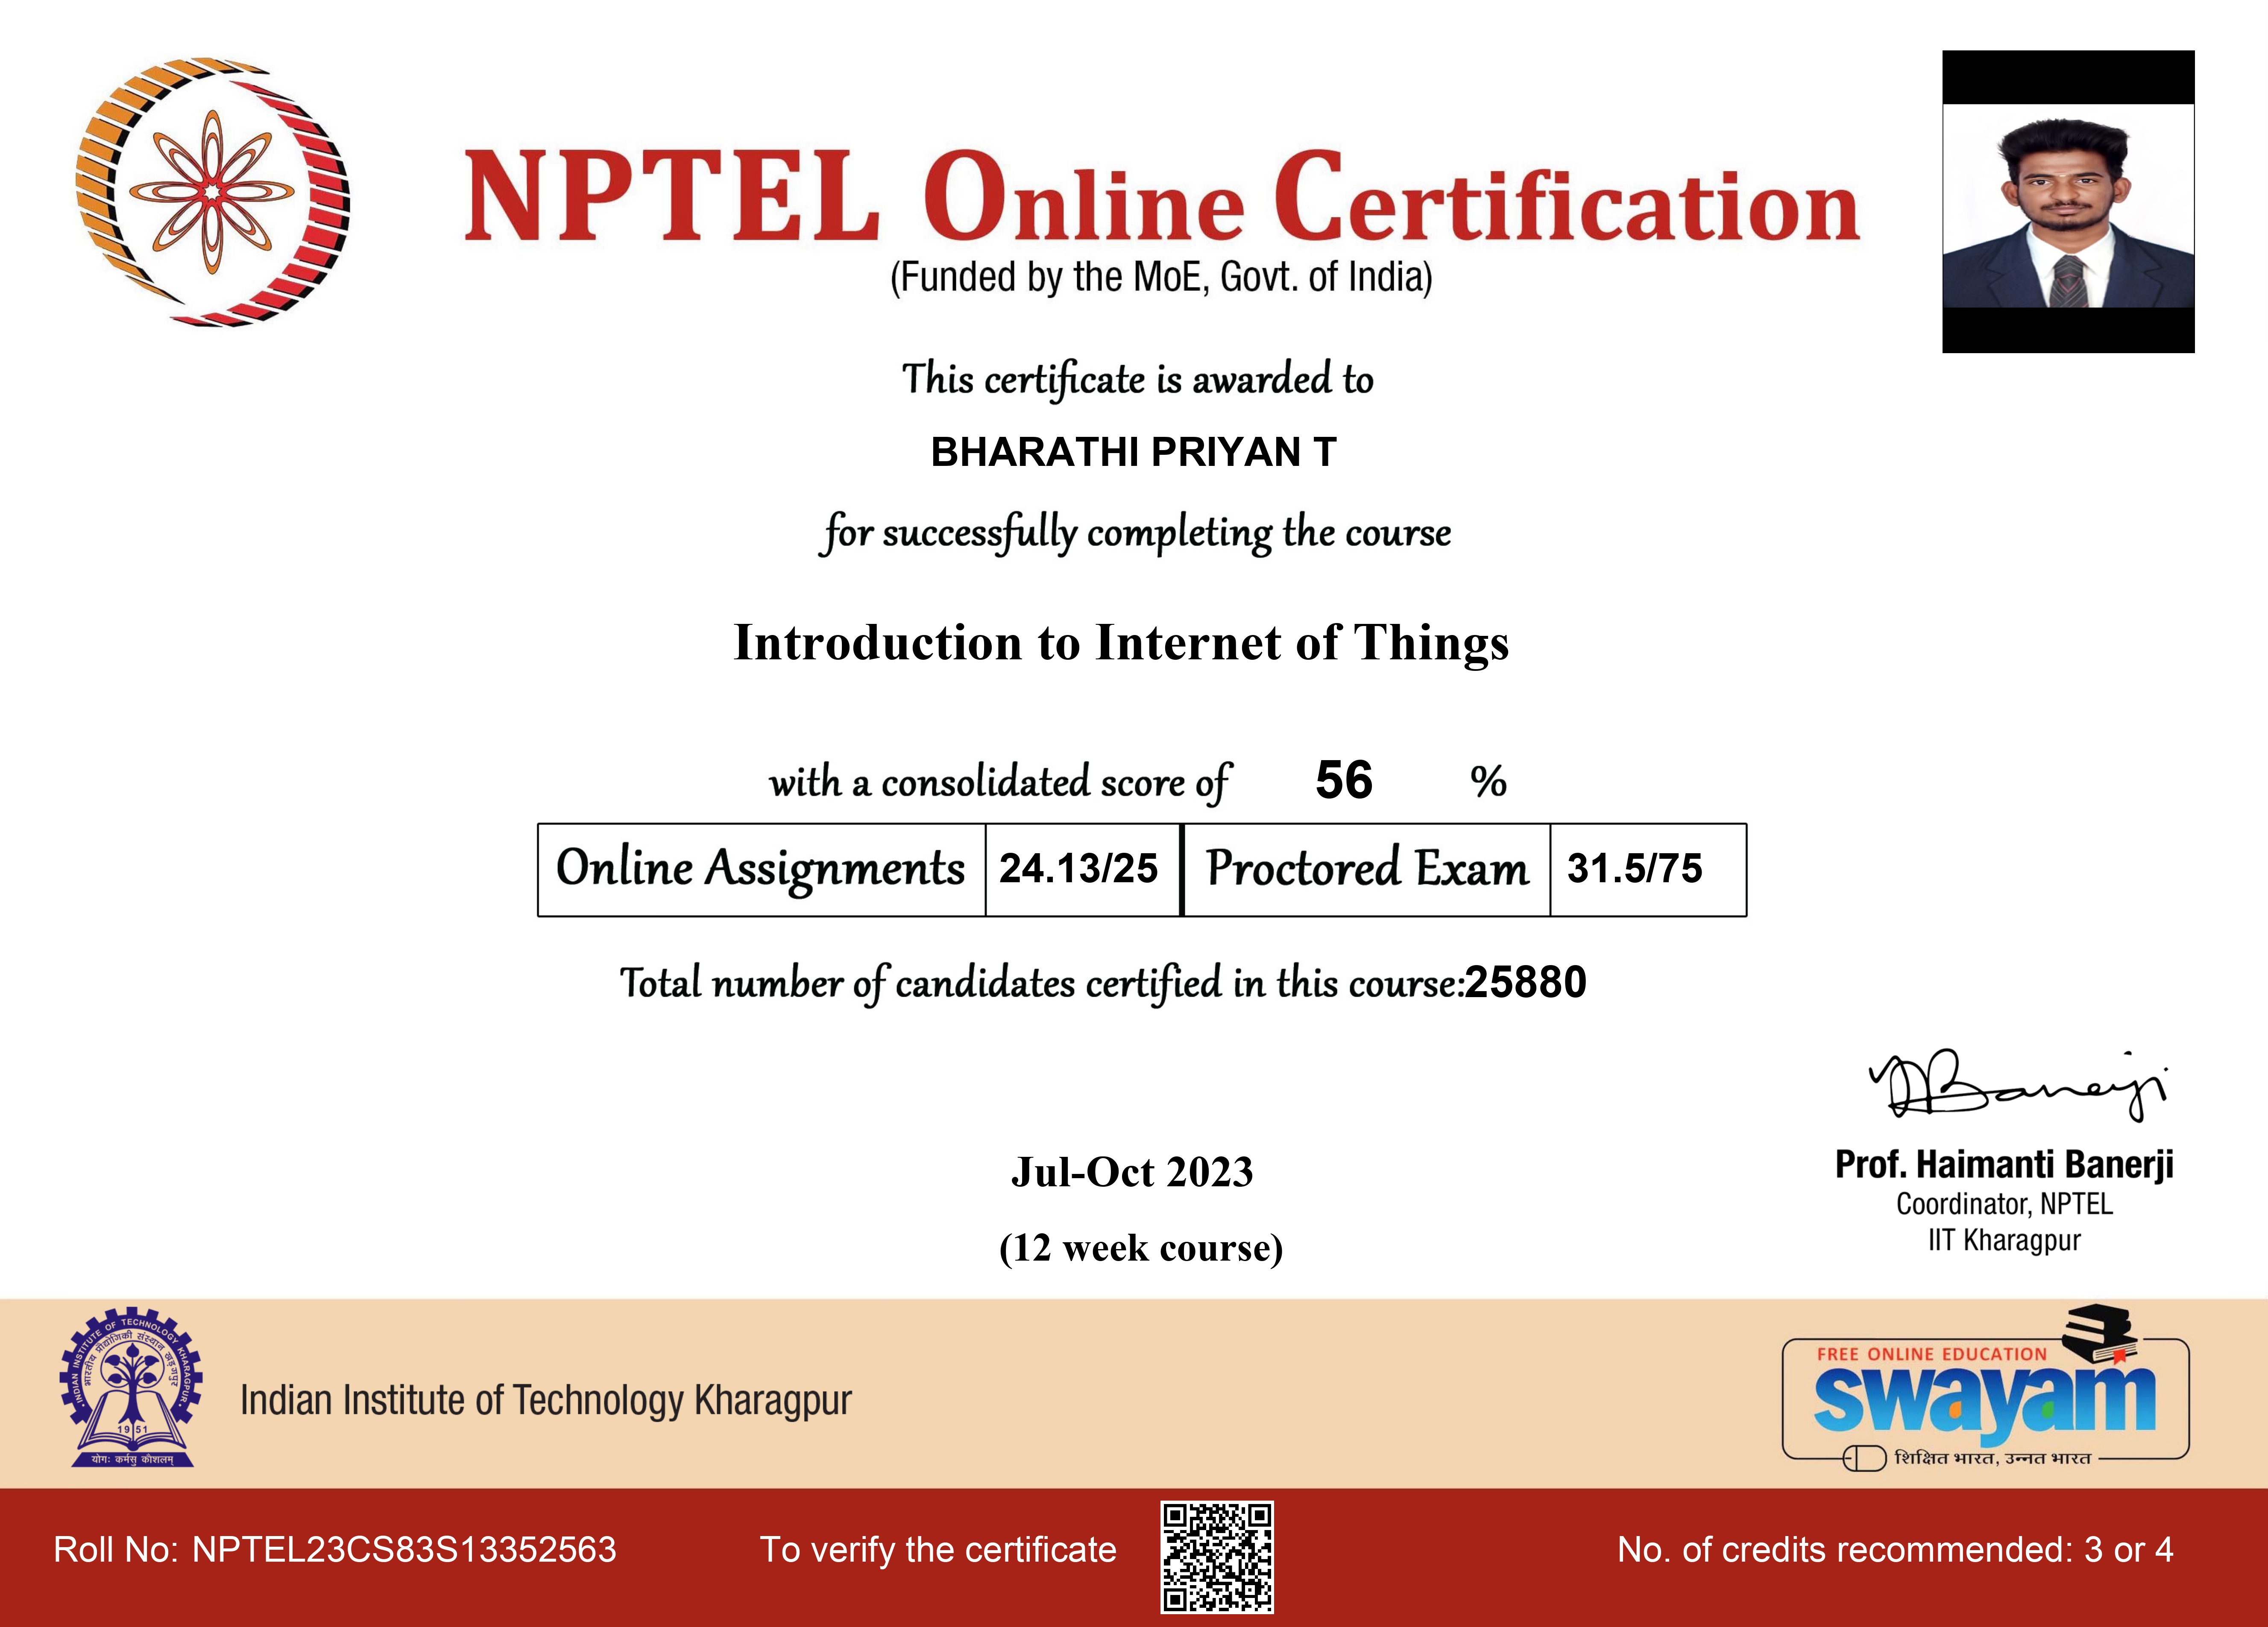 NPTEL Online Certification
(Funded by the MoE, Govt. of India)
This certificate is awarded to
BHARATHI PRIYAN T
for successfully completing the course
Introduction to Internet of Things
with a consolidated score of 56 %
Online Assignments 24.13/25 Proctored Exam 31.5/75
Total number of candidates certified in this course:25880
Jul-Oct 2023
(12 week course)
Banerji
Prof. Haimanti Banerji
Coordinator, NPTEL
IIT Kharagpur
INDIAN INSTITUTE OF TECHNOLOGY KHARAGPUR
भारतीय प्रौद्योगिकी संस्थान खड़गपुर
1951
योगः कर्मसु कौशलम्
Indian Institute of Technology Kharagpur
FREE ONLINE EDUCATION
swayam
शिक्षित भारत, उन्नत भारत
Roll No: NPTEL23CS83S13352563
To verify the certificate
No. of credits recommended: 3 or 4